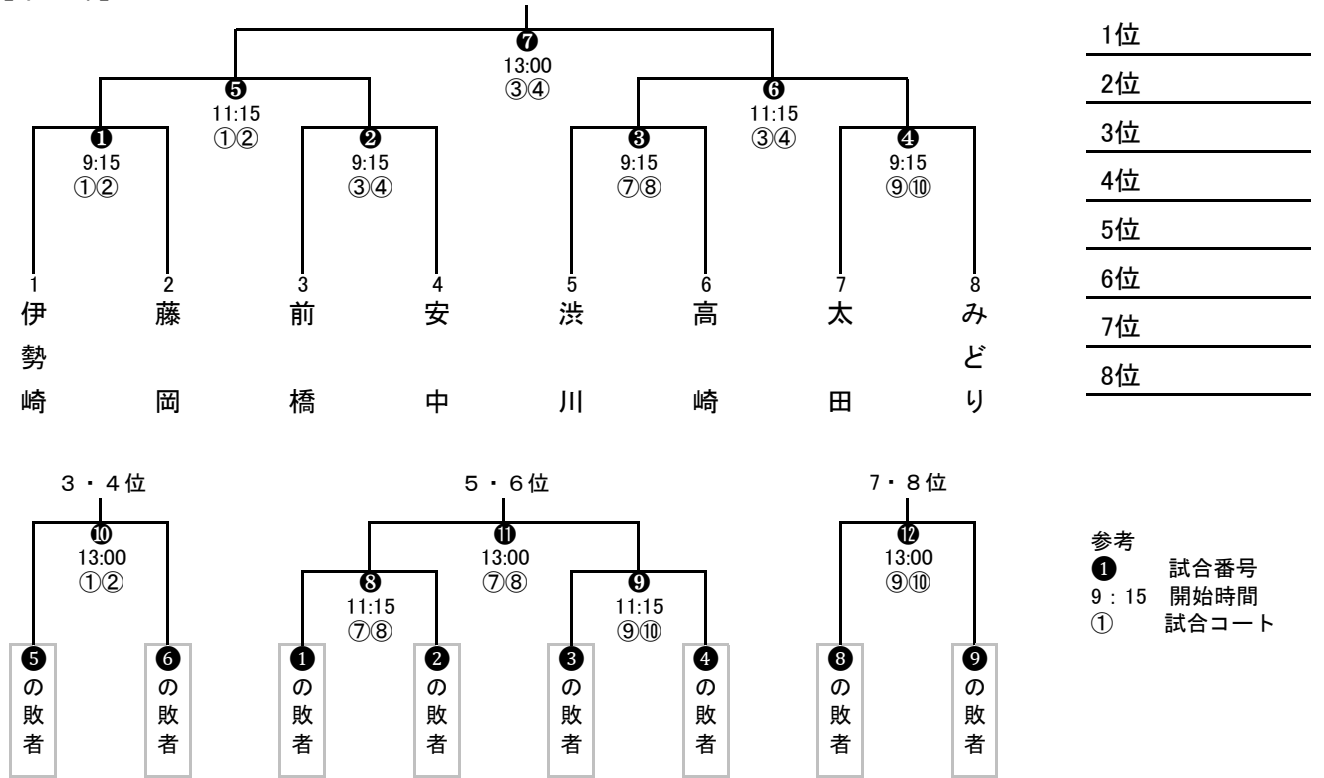 ❼
13:00
③④
❺
11:15
①②
❻
11:15
③④
❶
9:15
①②
❷
9:15
③④
❸
9:15
⑦⑧
❹
9:15
⑨⑩
1
伊勢崎
2
藤岡
3
前橋
4
安中
5
渋川
6
高崎
7
太田
8
みどり
1位
2位
3位
4位
5位
6位
7位
8位
3・4位
❿
13:00
①②
❺の敗者
❻の敗者
5・6位
⓫
13:00
⑦⑧
❽
11:15
⑦⑧
❾
11:15
⑨⑩
❶の敗者
❷の敗者
❸の敗者
❹の敗者
7・8位
⓬
13:00
⑨⑩
❽の敗者
❾の敗者
参考
❶ 試合番号
9:15 開始時間
① 試合コート